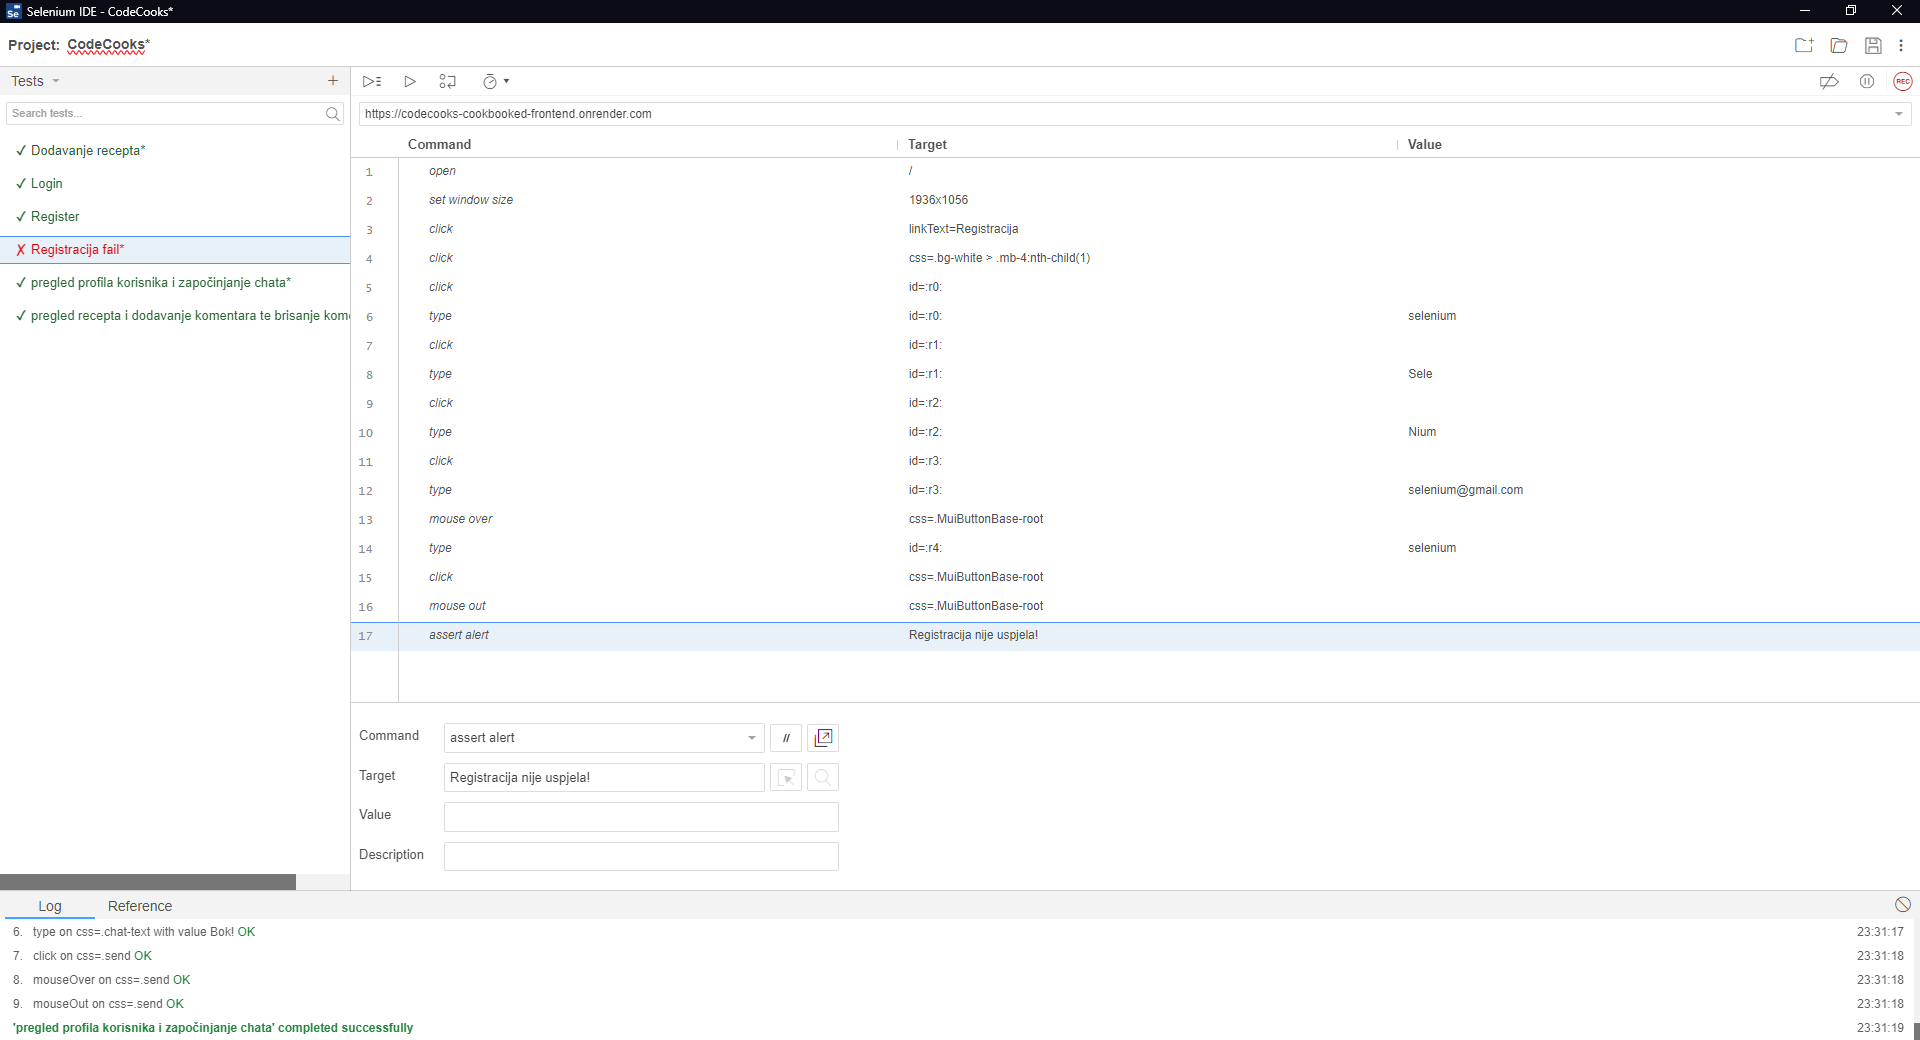 Selenium IDE - CodeCooks*
Project: CodeCooks*
Tests
Search tests...
✓ Dodavanje recepta*
✓ Login
✓ Register
✗ Registracija fail*
✓ pregled profila korisnika i započinjanje chata*
✓ pregled recepta i dodavanje komentara te brisanje kom
REC
https://codecooks-cookbooked-frontend.onrender.com
Command Target Value
1 open /
2 set window size 1936x1056
3 click linkText=Registracija
4 click css=.bg-white > .mb-4:nth-child(1)
5 click id=:r0:
6 type id=:r0: selenium
7 click id=:r1:
8 type id=:r1: Sele
9 click id=:r2:
10 type id=:r2: Nium
11 click id=:r3:
12 type id=:r3: selenium@gmail.com
13 mouse over css=.MuiButtonBase-root
14 type id=:r4: selenium
15 click css=.MuiButtonBase-root
16 mouse out css=.MuiButtonBase-root
17 assert alert Registracija nije uspjela!
Command assert alert //
Target Registracija nije uspjela!
Value
Description
Log Reference
6. type on css=.chat-text with value Bok! OK 23:31:17
7. click on css=.send OK 23:31:18
8. mouseOver on css=.send OK 23:31:18
9. mouseOut on css=.send OK 23:31:18
'pregled profila korisnika i započinjanje chata' completed successfully 23:31:19